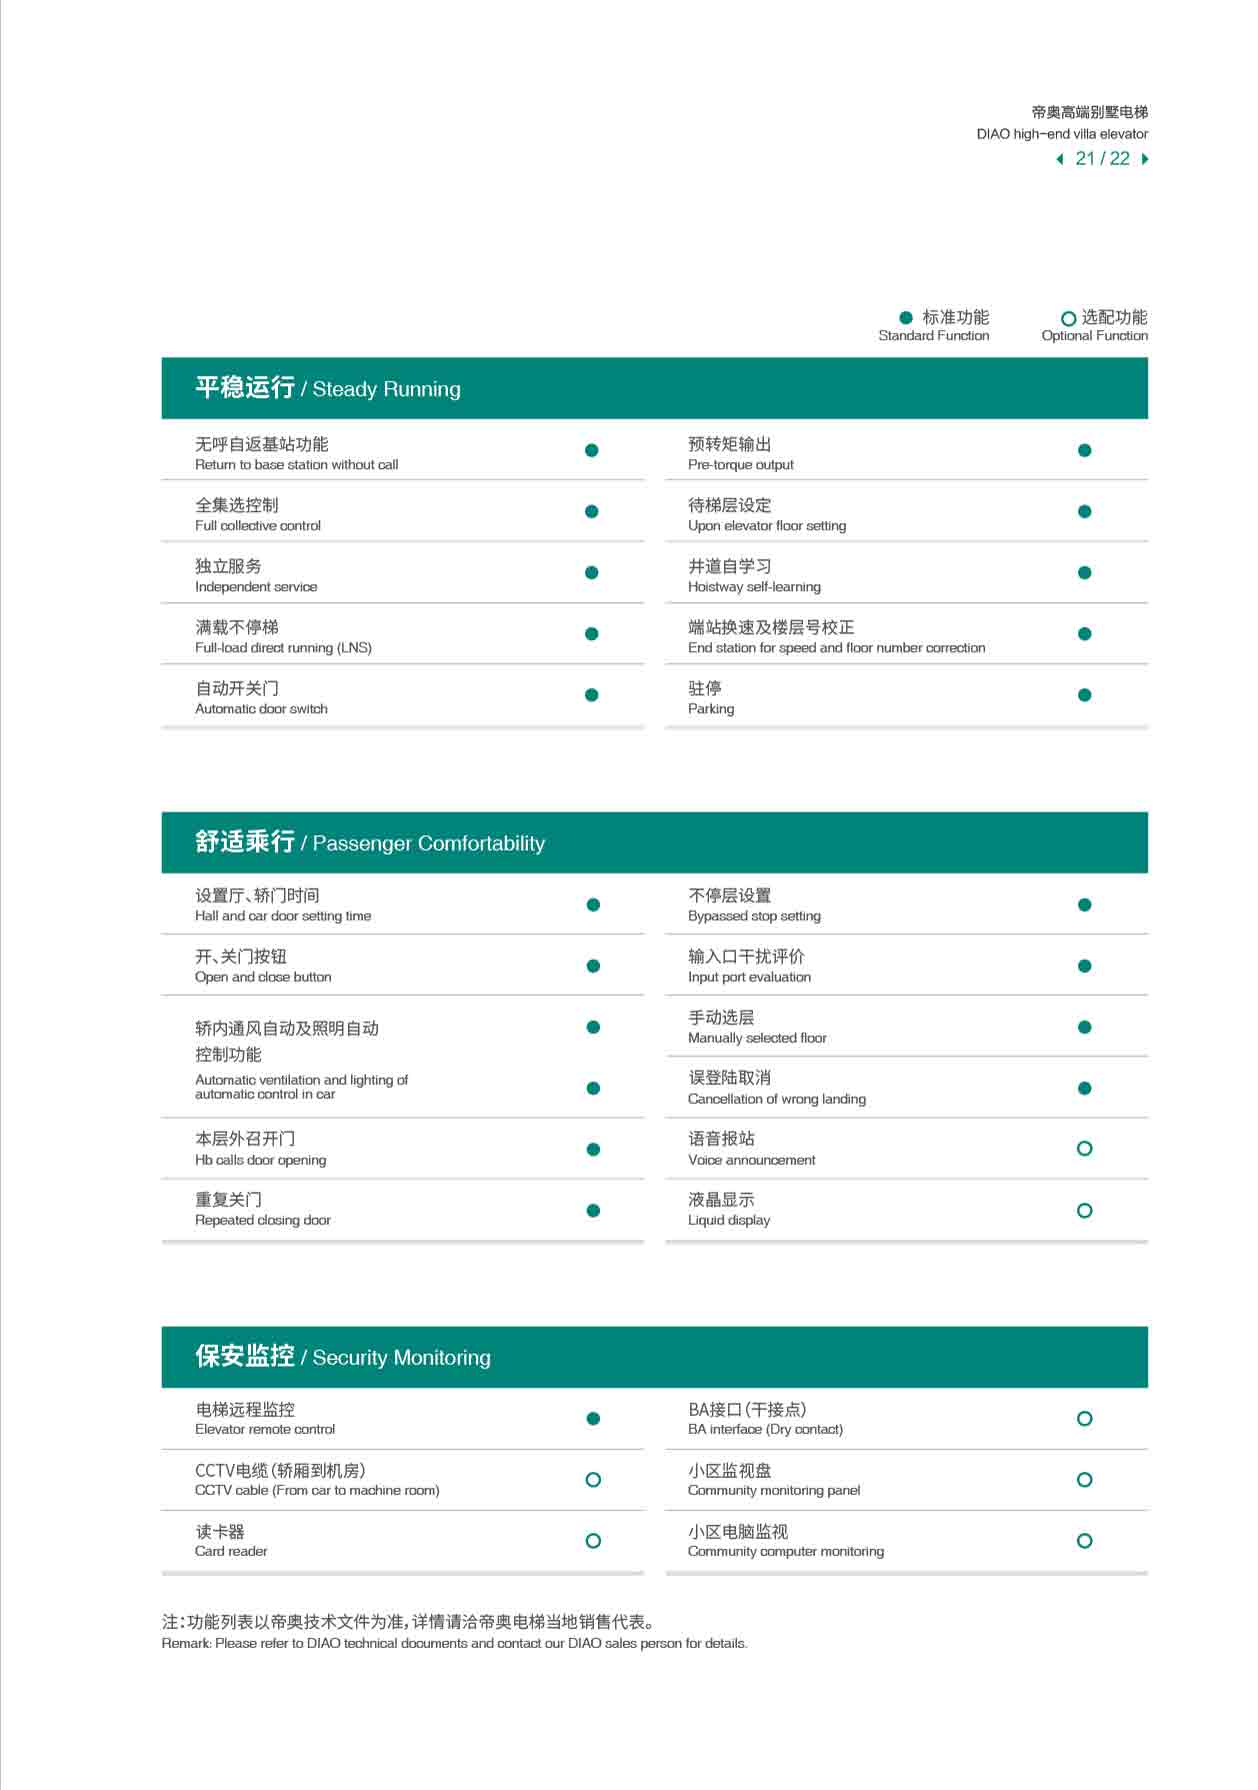 帝奥高端别墅电梯
DIAO high-end villa elevator
21 / 22
标准功能
Standard Function
选配功能
Optional Function
平稳运行 / Steady Running
无呼自返基站功能
Return to base station without call
预转矩输出
Pre-torque output
全集选控制
Full collective control
待梯层设定
Upon elevator floor setting
独立服务
Independent service
井道自学习
Hoistway self-learning
满载不停梯
Full-load direct running (LNS)
端站换速及楼层号校正
End station for speed and floor number correction
自动开关门
Automatic door switch
驻停
Parking
舒适乘行 / Passenger Comfortability
设置厅、轿门时间
Hall and car door setting time
不停层设置
Bypassed stop setting
开、关门按钮
Open and close button
输入口干扰评价
Input port evaluation
轿内通风自动及照明自动
控制功能
Automatic ventilation and lighting of
automatic control in car
手动选层
Manually selected floor
误登陆取消
Cancellation of wrong landing
本层外召开门
Hb calls door opening
语音报站
Voice announcement
重复关门
Repeated closing door
液晶显示
Liquid display
保安监控 / Security Monitoring
电梯远程监控
Elevator remote control
BA接口（干接点）
BA interface (Dry contact)
CCTV电缆（轿厢到机房）
CCTV cable (From car to machine room)
小区监视盘
Community monitoring panel
读卡器
Card reader
小区电脑监视
Community computer monitoring
注：功能列表以帝奥技术文件为准，详情请洽帝奥电梯当地销售代表。
Remark: Please refer to DIAO technical documents and contact our DIAO sales person for details.